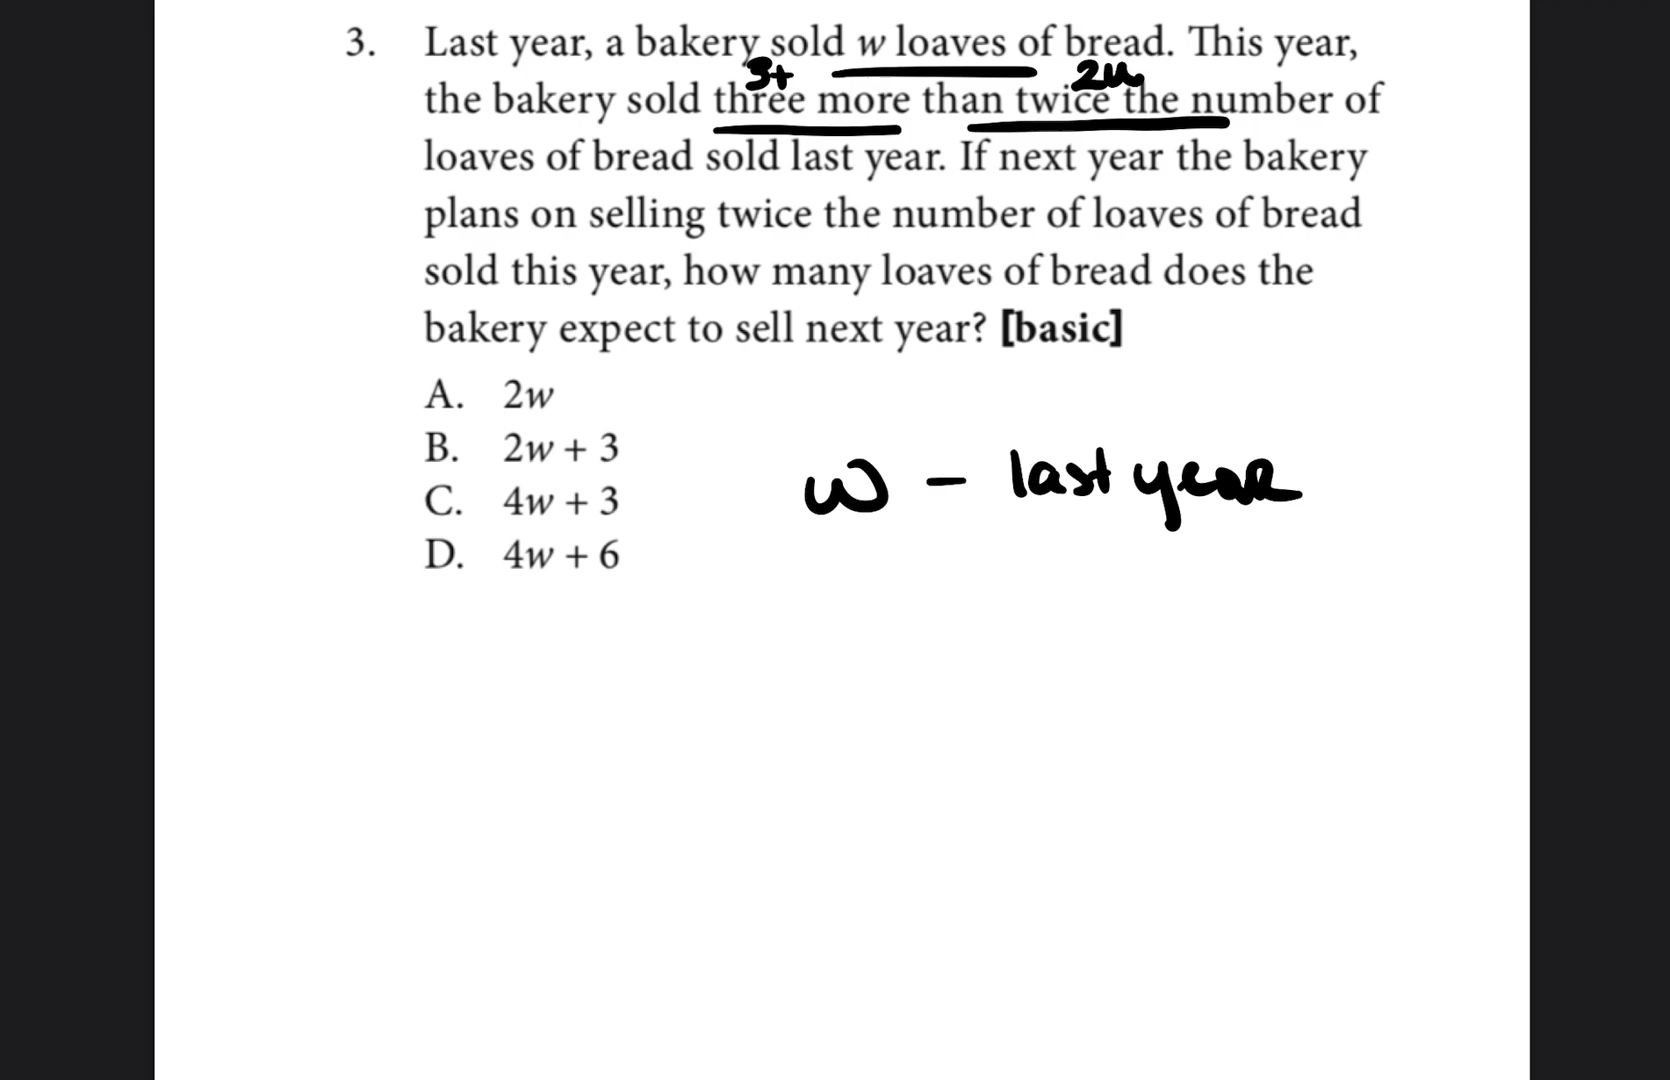 3. Last year, a bakery sold w loaves of bread. This year,
3+ 2w
the bakery sold three more than twice the number of
loaves of bread sold last year. If next year the bakery
plans on selling twice the number of loaves of bread
sold this year, how many loaves of bread does the
bakery expect to sell next year? [basic]
A. 2w
B. 2w + 3
C. 4w + 3
D. 4w + 6
w – last year